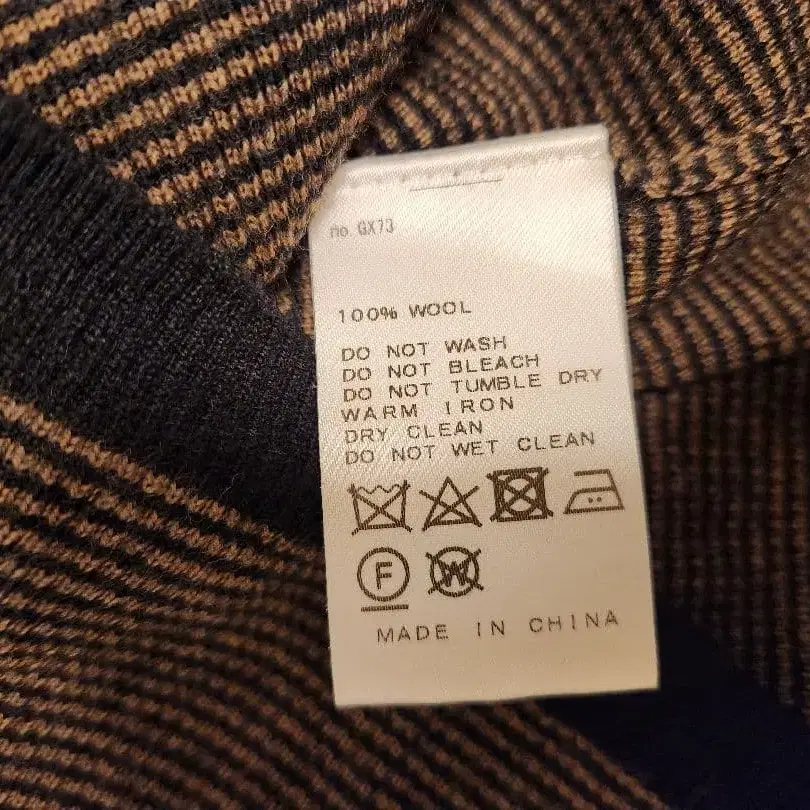 no. GX73
100% WOOL
DO NOT WASH
DO NOT BLEACH
DO NOT TUMBLE DRY
WARM IRON
DRY CLEAN
DO NOT WET CLEAN
F W
MADE IN CHINA